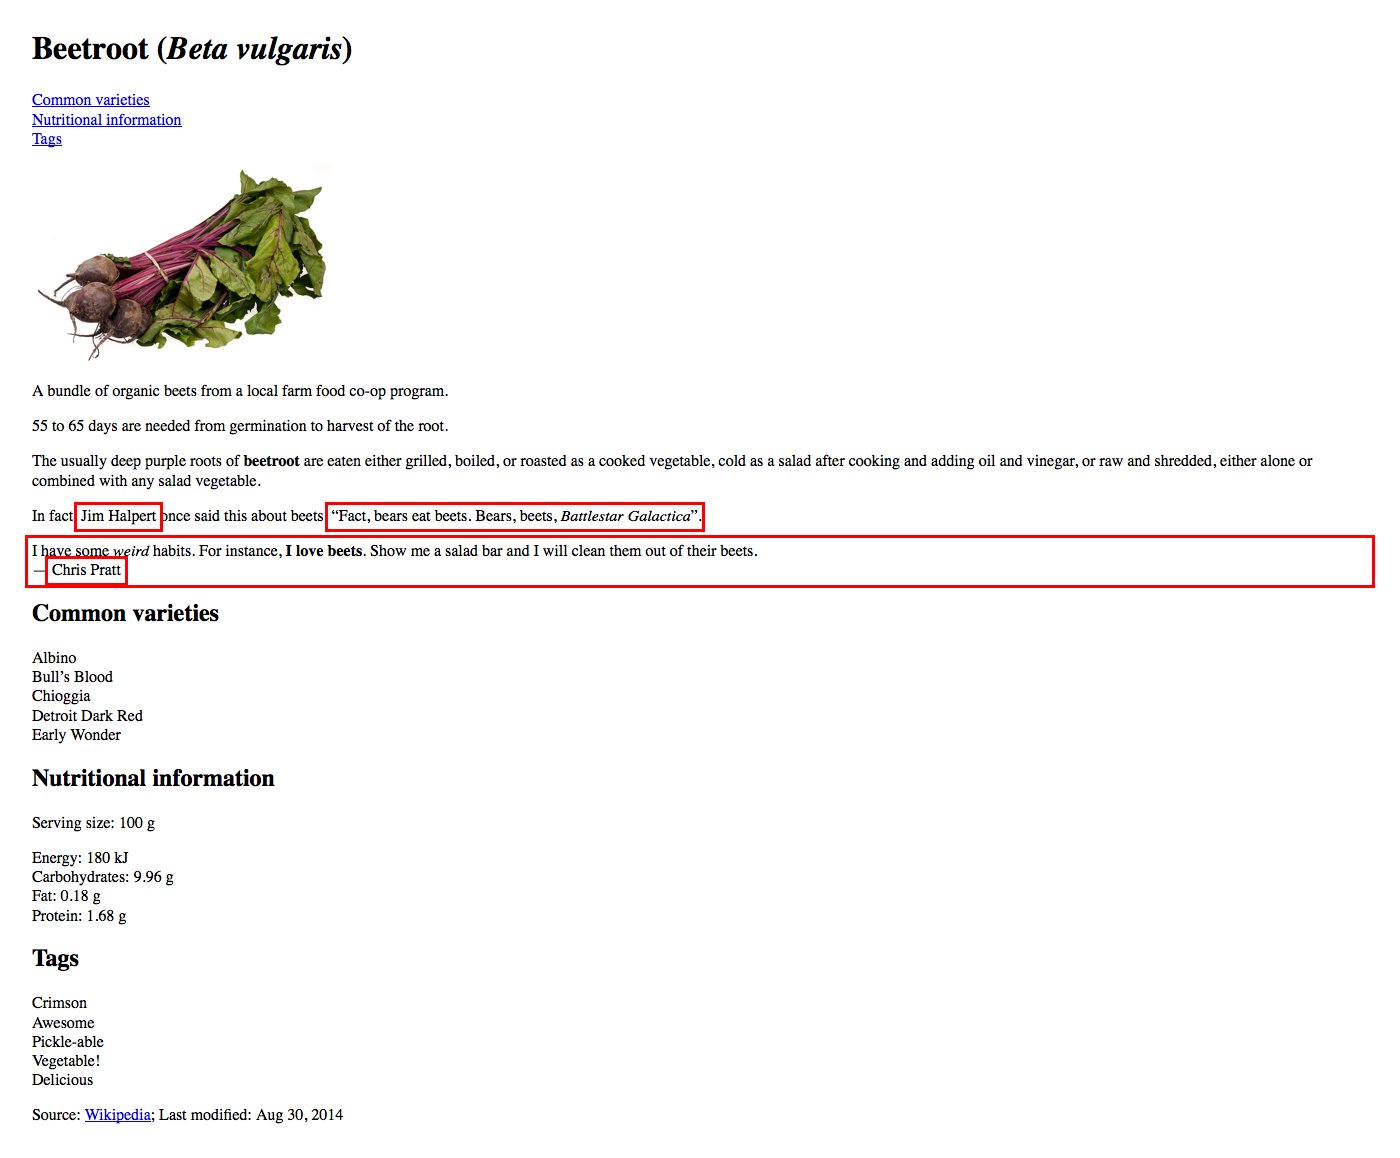 Beetroot (Beta vulgaris)
Common varieties
Nutritional information
Tags
A bundle of organic beets from a local farm food co-op program.
55 to 65 days are needed from germination to harvest of the root.
The usually deep purple roots of beetroot are eaten either grilled, boiled, or roasted as a cooked vegetable, cold as a salad after cooking and adding oil and vinegar, or raw and shredded, either alone or
combined with any salad vegetable.
In fact Jim Halpert once said this about beets “Fact, bears eat beets. Bears, beets, Battlestar Galactica”.
I have some weird habits. For instance, I love beets. Show me a salad bar and I will clean them out of their beets.
— Chris Pratt
Common varieties
Albino
Bull’s Blood
Chioggia
Detroit Dark Red
Early Wonder
Nutritional information
Serving size: 100 g
Energy: 180 kJ
Carbohydrates: 9.96 g
Fat: 0.18 g
Protein: 1.68 g
Tags
Crimson
Awesome
Pickle-able
Vegetable!
Delicious
Source: Wikipedia; Last modified: Aug 30, 2014